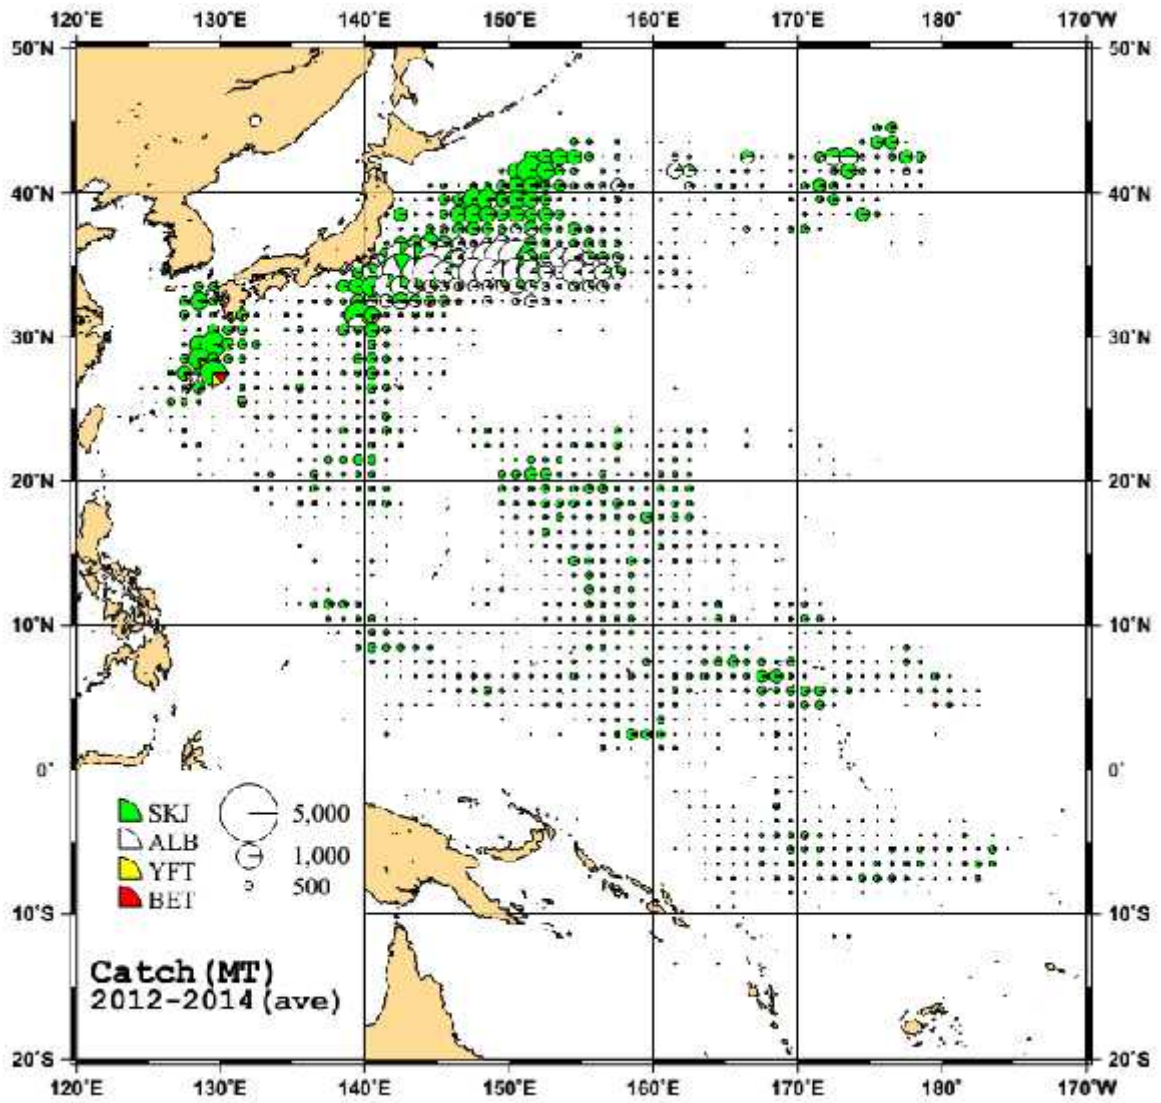 120˚E 130˚E 140˚E 150˚E 160˚E 170˚E 180˚ 170˚W
50˚N 50˚N
40˚N 40˚N
30˚N 30˚N
20˚N 20˚N
10˚N 10˚N
0˚ 0˚
SKJ 5,000
ALB 1,000
YFT 500
BET
10˚S 10˚S
Catch (MT)
2012-2014 (ave)
20˚S 20˚S
120˚E 130˚E 140˚E 150˚E 160˚E 170˚E 180˚ 170˚W